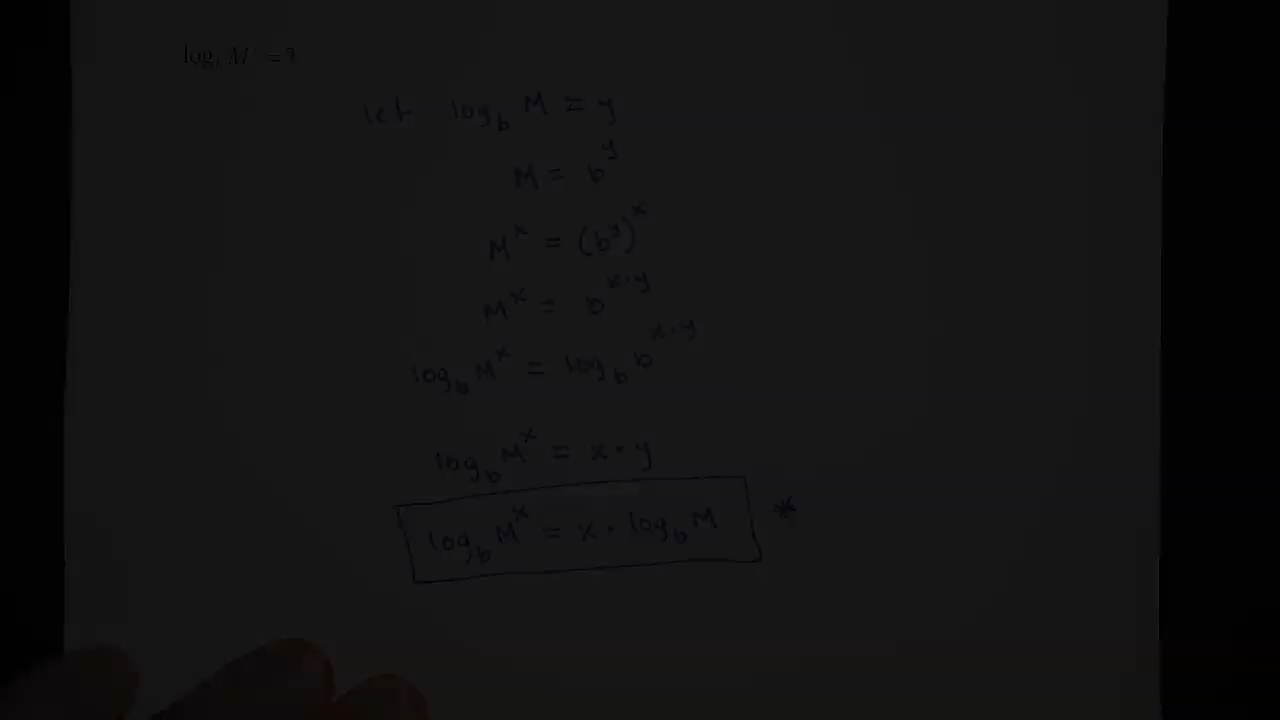 log_b M = ?
let log_b M = y
M = b^y
M^x = (b^y)^x
M^x = b^{x·y}
log_b M^x = log_b b^{x·y}
log_b M^x = x·y
log_b M^x = x·log_b M *